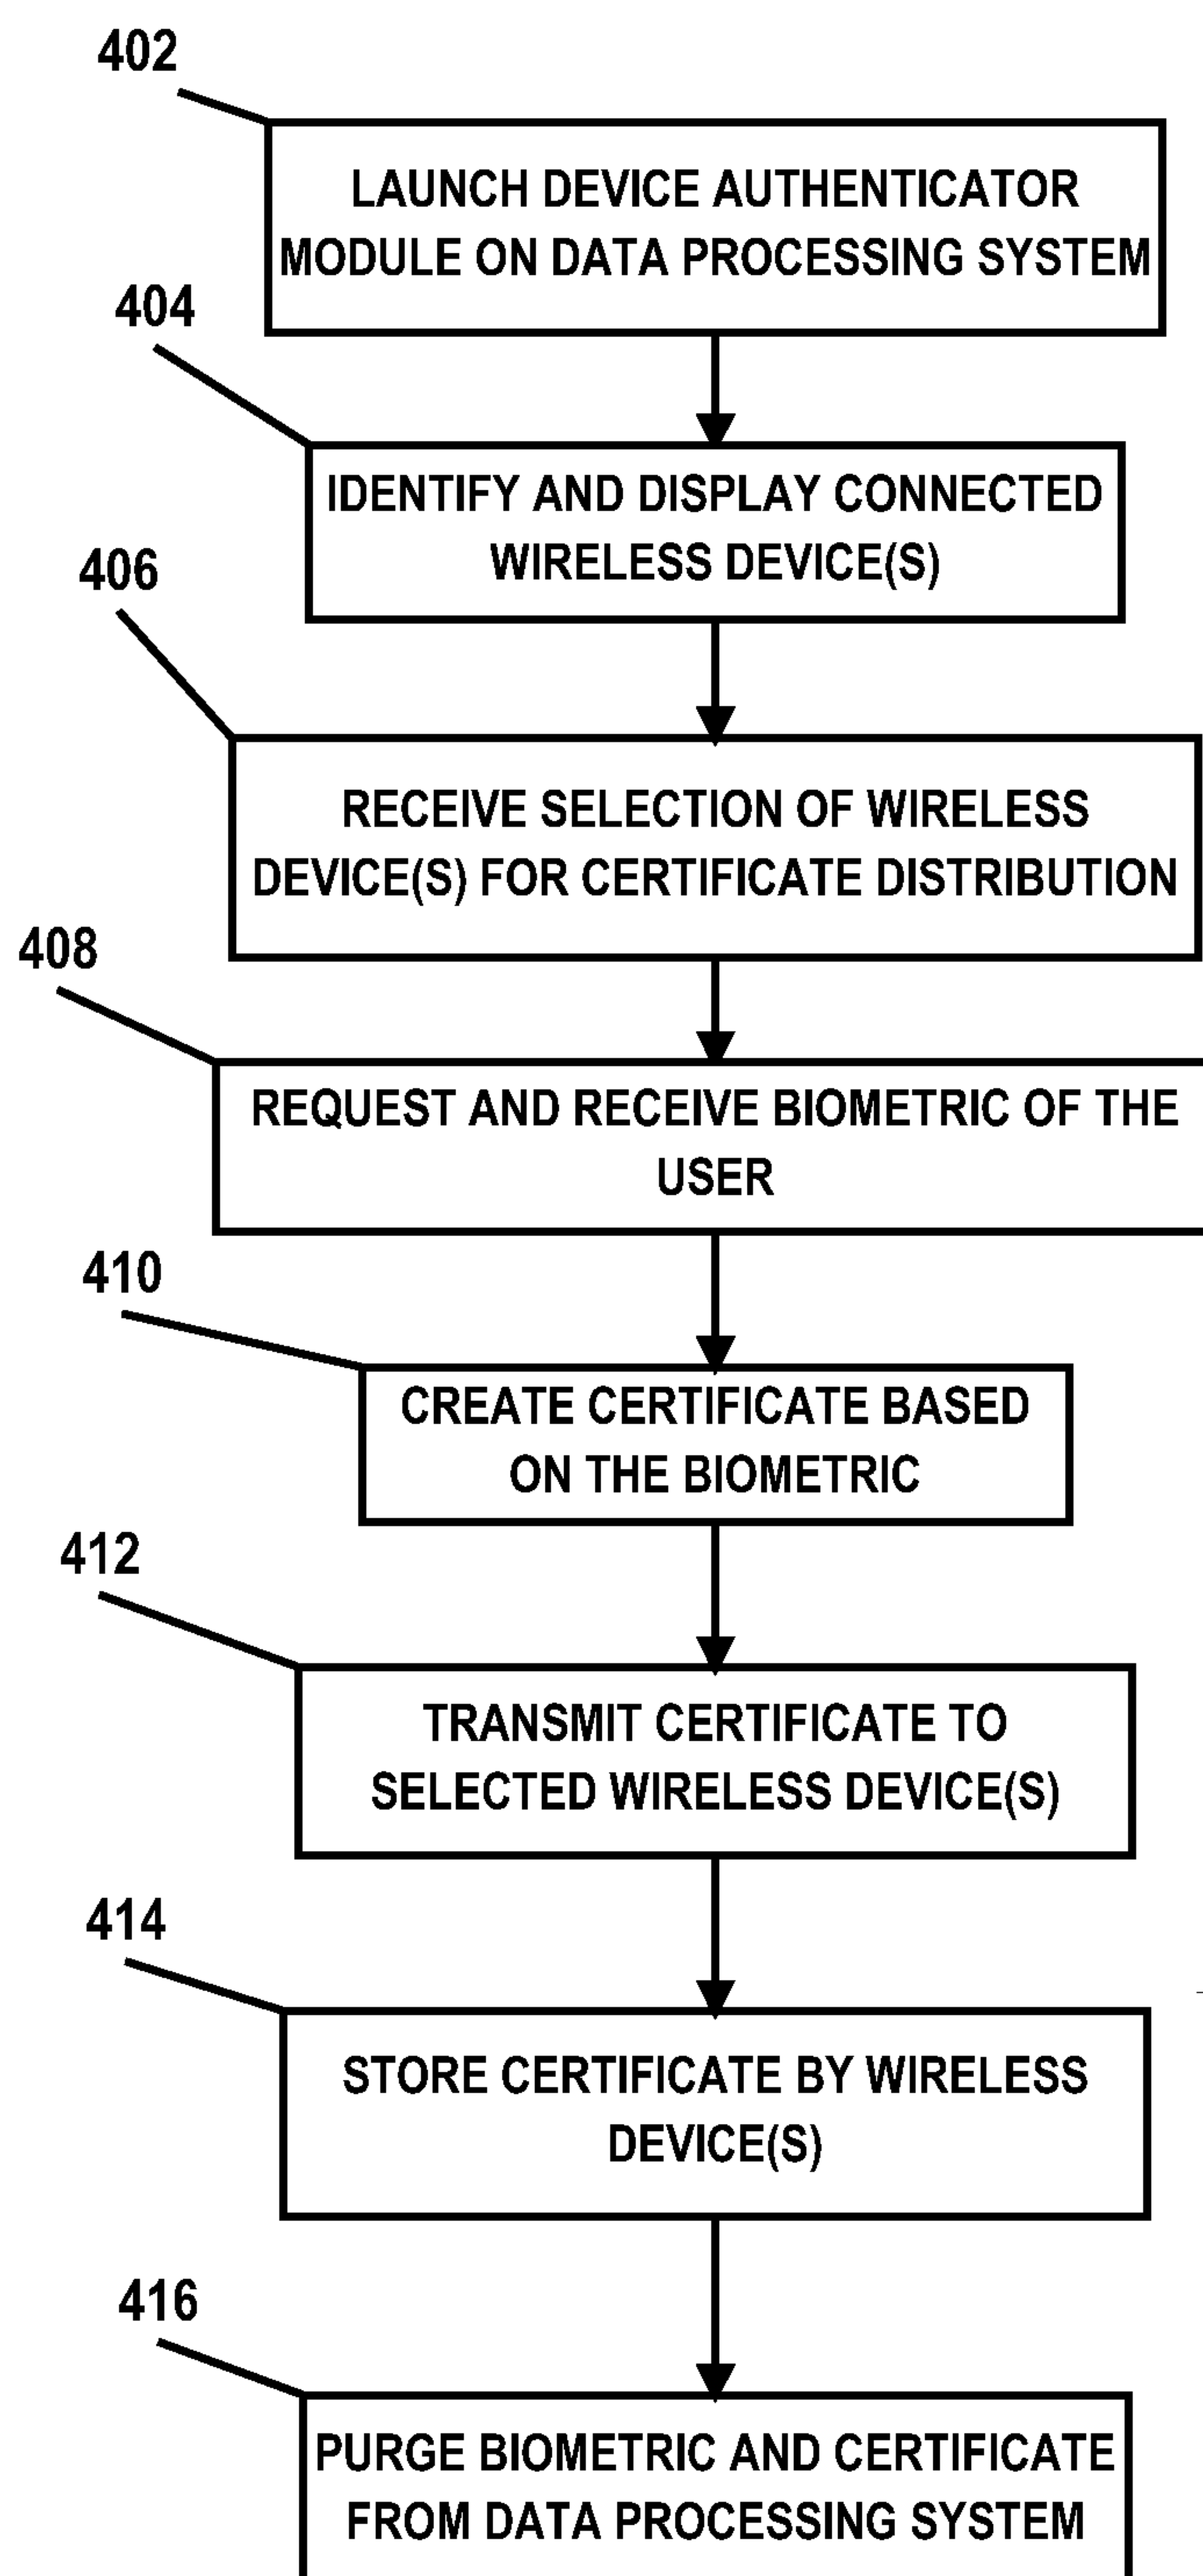 402
LAUNCH DEVICE AUTHENTICATOR
MODULE ON DATA PROCESSING SYSTEM
404
IDENTIFY AND DISPLAY CONNECTED
WIRELESS DEVICE(S)
406
RECEIVE SELECTION OF WIRELESS
DEVICE(S) FOR CERTIFICATE DISTRIBUTION
408
REQUEST AND RECEIVE BIOMETRIC OF THE
USER
410
CREATE CERTIFICATE BASED
ON THE BIOMETRIC
412
TRANSMIT CERTIFICATE TO
SELECTED WIRELESS DEVICE(S)
414
STORE CERTIFICATE BY WIRELESS
DEVICE(S)
416
PURGE BIOMETRIC AND CERTIFICATE
FROM DATA PROCESSING SYSTEM